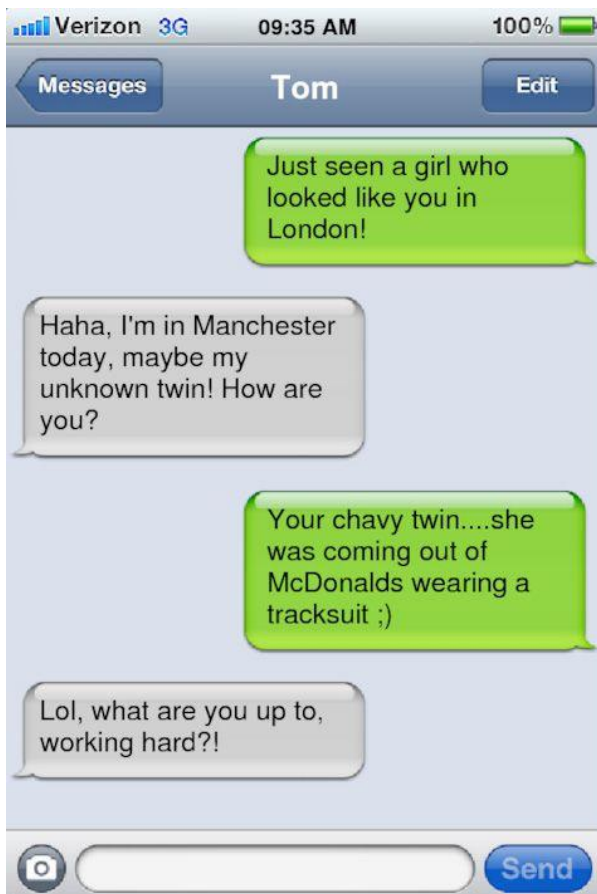 Verizon 3G 09:35 AM 100%
Messages Tom Edit
Just seen a girl who
looked like you in
London!
Haha, I'm in Manchester
today, maybe my
unknown twin! How are
you?
Your chavy twin....she
was coming out of
McDonalds wearing a
tracksuit ;)
Lol, what are you up to,
working hard?!
Send